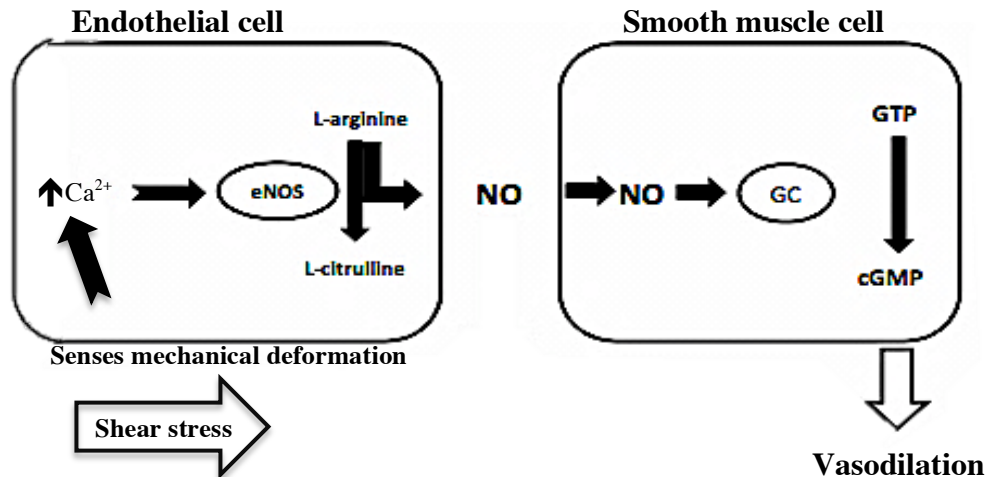 Endothelial cell
Smooth muscle cell
L-arginine
GTP
Ca²⁺
eNOS
NO
NO
GC
L-citrulline
cGMP
Senses mechanical deformation
Shear stress
Vasodilation